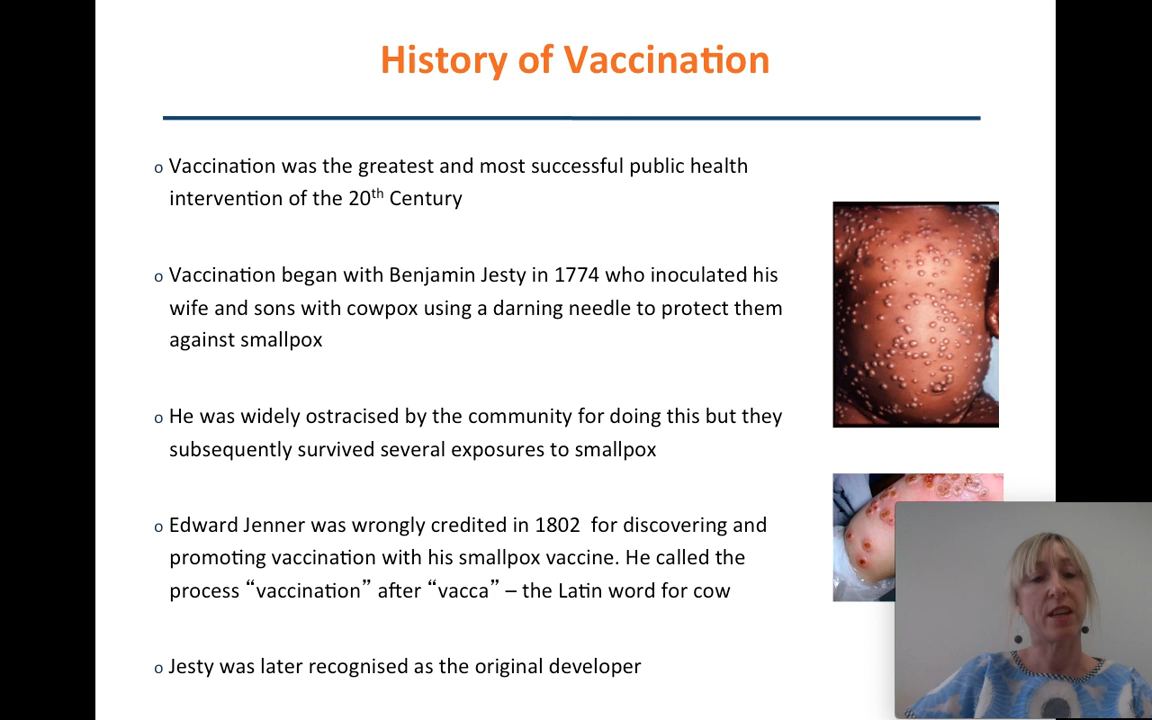 History of Vaccination
o Vaccination was the greatest and most successful public health
intervention of the 20th Century
o Vaccination began with Benjamin Jesty in 1774 who inoculated his
wife and sons with cowpox using a darning needle to protect them
against smallpox
o He was widely ostracised by the community for doing this but they
subsequently survived several exposures to smallpox
o Edward Jenner was wrongly credited in 1802  for discovering and
promoting vaccination with his smallpox vaccine. He called the
process “vaccination” after “vacca” – the Latin word for cow
o Jesty was later recognised as the original developer